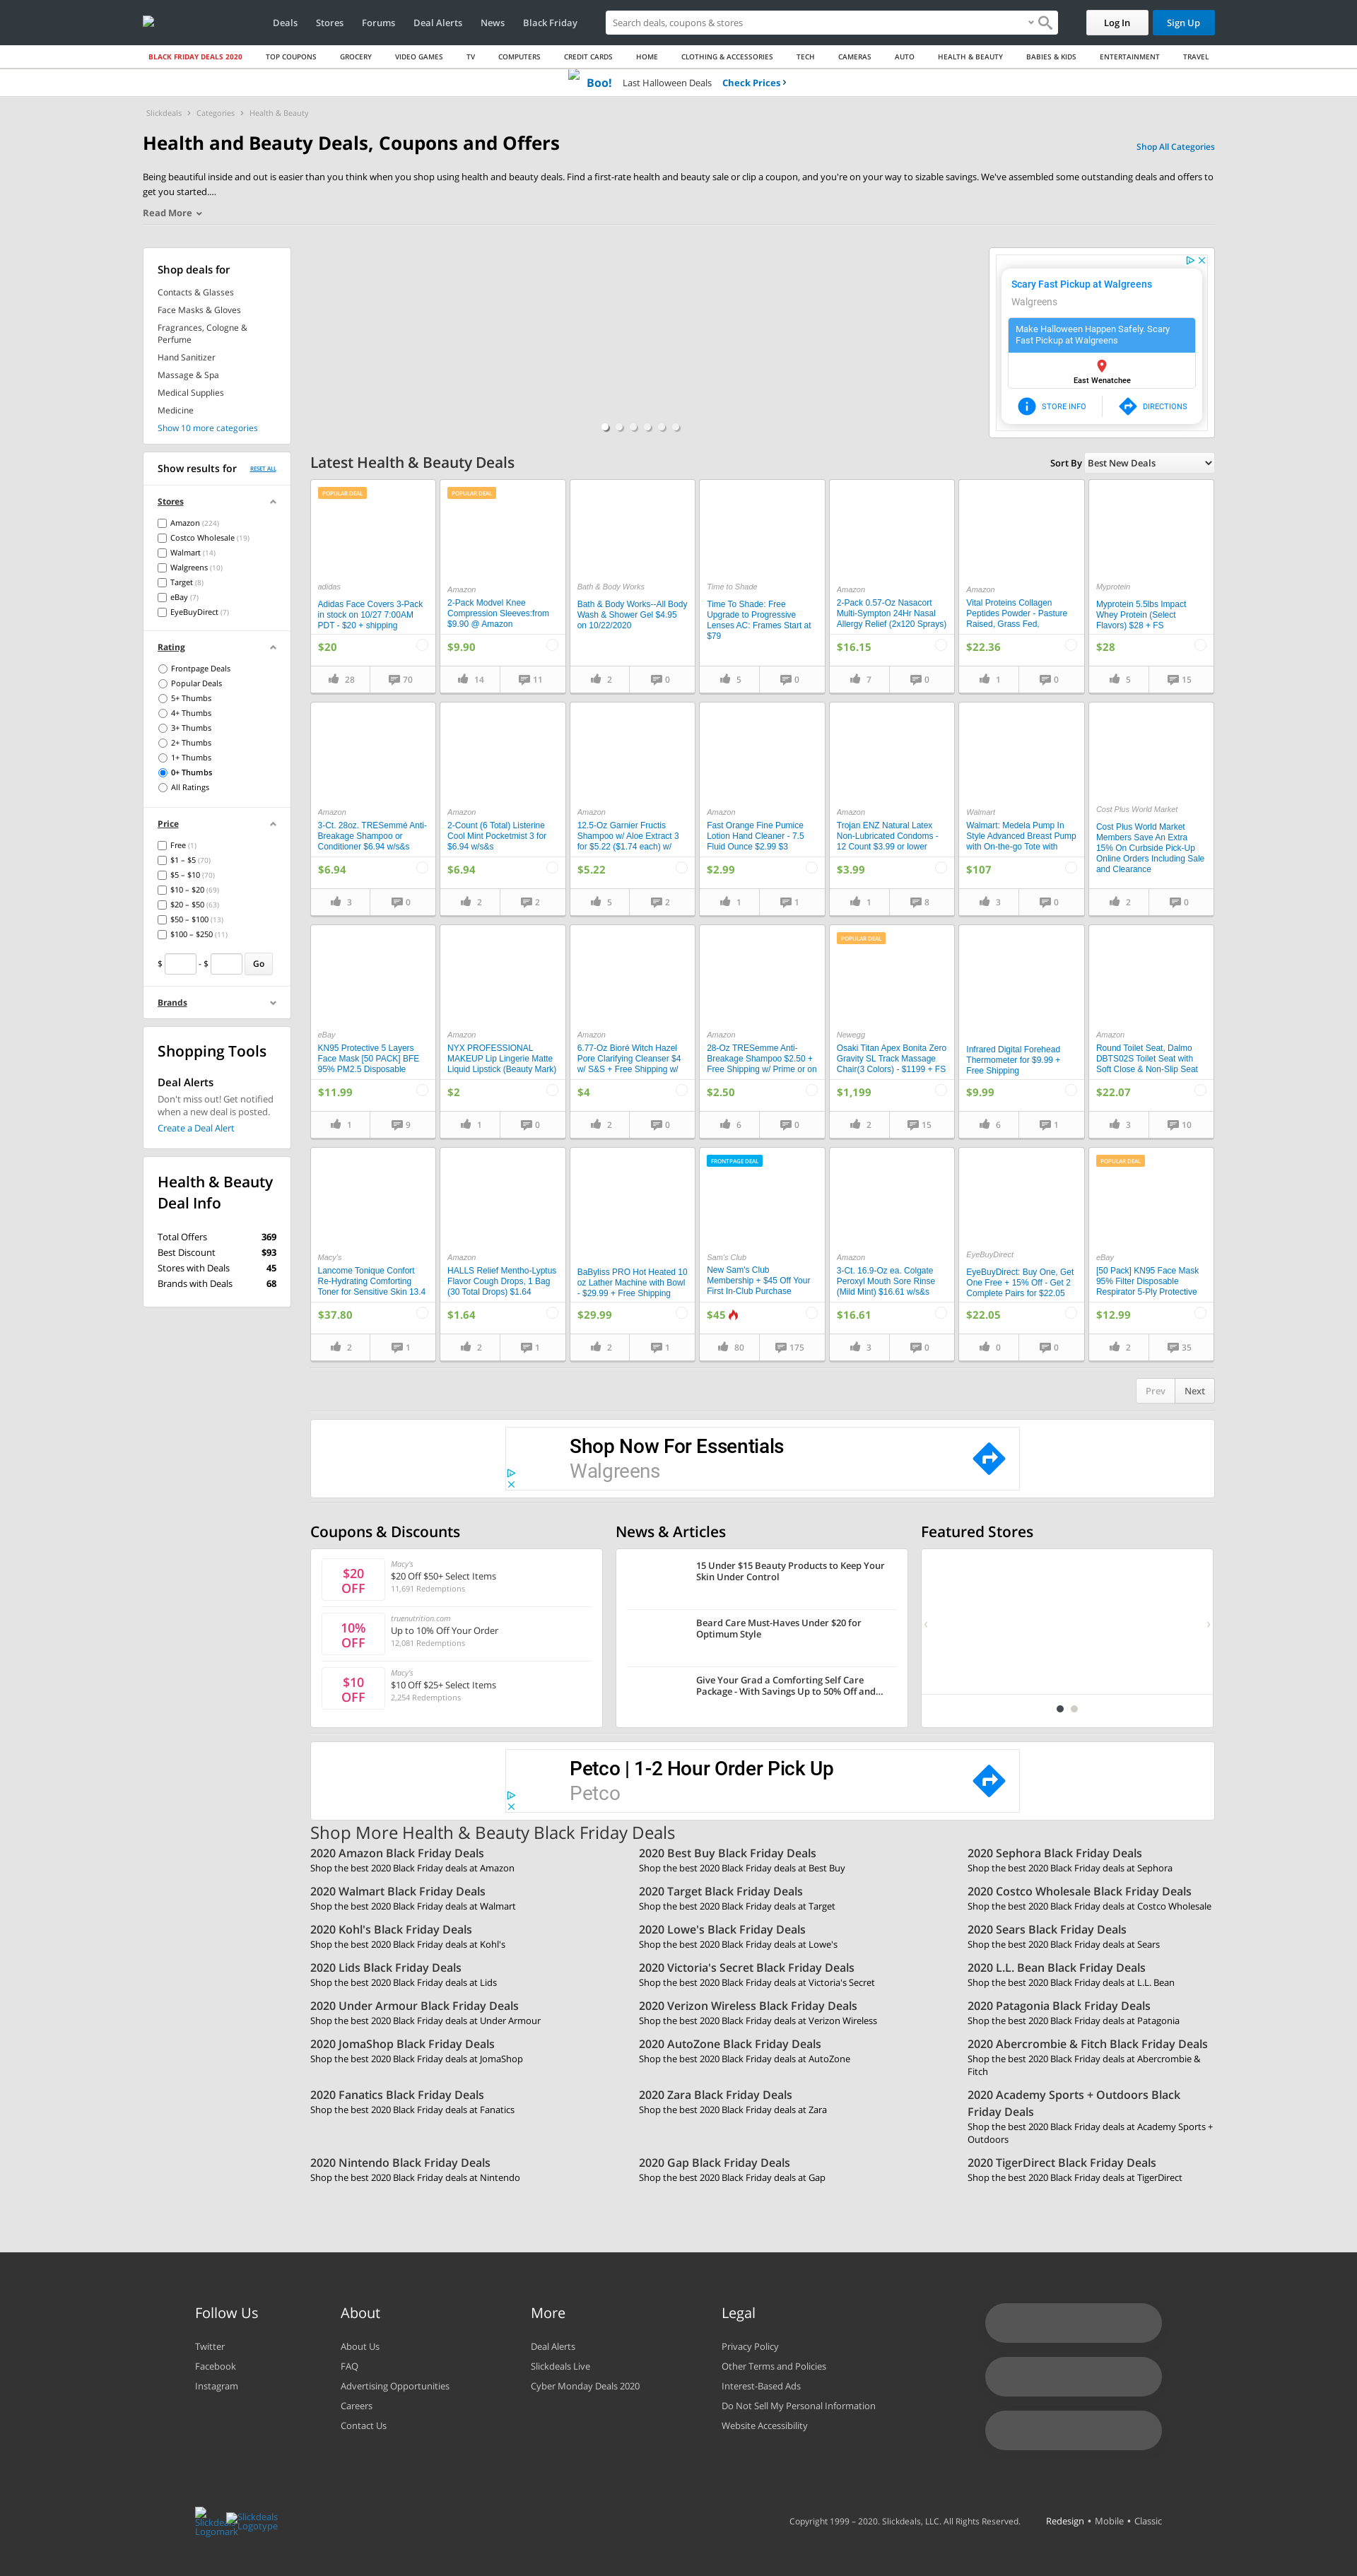 Deals
Stores
Forums
Deal Alerts
News
Black Friday
Search deals, coupons & stores
Log In
Sign Up
BLACK FRIDAY DEALS 2020
TOP COUPONS
GROCERY
VIDEO GAMES
TV
COMPUTERS
CREDIT CARDS
HOME
CLOTHING & ACCESSORIES
TECH
CAMERAS
AUTO
HEALTH & BEAUTY
BABIES & KIDS
ENTERTAINMENT
TRAVEL
Boo!
Last Halloween Deals
Check Prices
Slickdeals
Categories
Health & Beauty
Health and Beauty Deals, Coupons and Offers
Shop All Categories
Being beautiful inside and out is easier than you think when you shop using health and beauty deals. Find a first-rate health and beauty sale or clip a coupon, and you're on your way to sizable savings. We've assembled some outstanding deals and offers to
get you started....
Read More
Shop deals for
Contacts & Glasses
Face Masks & Gloves
Fragrances, Cologne &
Perfume
Hand Sanitizer
Massage & Spa
Medical Supplies
Medicine
Show 10 more categories
Scary Fast Pickup at Walgreens
Walgreens
Make Halloween Happen Safely. Scary
Fast Pickup at Walgreens
East Wenatchee
STORE INFO
DIRECTIONS
Show results for
RESET ALL
Stores
Amazon (224)
Costco Wholesale (19)
Walmart (14)
Walgreens (10)
Target (8)
eBay (7)
EyeBuyDirect (7)
Rating
Frontpage Deals
Popular Deals
5+ Thumbs
4+ Thumbs
3+ Thumbs
2+ Thumbs
1+ Thumbs
0+ Thumbs
All Ratings
Price
Free (1)
$1 – $5 (70)
$5 – $10 (70)
$10 – $20 (69)
$20 – $50 (63)
$50 – $100 (13)
$100 – $250 (11)
$ - $ Go
Brands
Shopping Tools
Deal Alerts
Don't miss out! Get notified
when a new deal is posted.
Create a Deal Alert
Health & Beauty
Deal Info
Total Offers 369
Best Discount $93
Stores with Deals 45
Brands with Deals 68
Latest Health & Beauty Deals
Sort By Best New Deals
POPULAR DEAL
adidas
Adidas Face Covers 3-Pack
in stock on 10/27 7:00AM
PDT - $20 + shipping
$20
28 70
POPULAR DEAL
Amazon
2-Pack Modvel Knee
Compression Sleeves:from
$9.90 @ Amazon
$9.90
14 11
Bath & Body Works
Bath & Body Works--All Body
Wash & Shower Gel $4.95
on 10/22/2020
2 0
Time to Shade
Time To Shade: Free
Upgrade to Progressive
Lenses AC: Frames Start at
$79
5 0
Amazon
2-Pack 0.57-Oz Nasacort
Multi-Sympton 24Hr Nasal
Allergy Relief (2x120 Sprays)
$16.15
7 0
Amazon
Vital Proteins Collagen
Peptides Powder - Pasture
Raised, Grass Fed,
$22.36
1 0
Myprotein
Myprotein 5.5lbs Impact
Whey Protein (Select
Flavors) $28 + FS
$28
5 15
Amazon
3-Ct. 28oz. TRESemmé Anti-
Breakage Shampoo or
Conditioner $6.94 w/s&s
$6.94
3 0
Amazon
2-Count (6 Total) Listerine
Cool Mint Pocketmist 3 for
$6.94 w/s&s
$6.94
2 2
Amazon
12.5-Oz Garnier Fructis
Shampoo w/ Aloe Extract 3
for $5.22 ($1.74 each) w/
$5.22
5 2
Amazon
Fast Orange Fine Pumice
Lotion Hand Cleaner - 7.5
Fluid Ounce $2.99 $3
$2.99
1 1
Amazon
Trojan ENZ Natural Latex
Non-Lubricated Condoms -
12 Count $3.99 or lower
$3.99
1 8
Walmart
Walmart: Medela Pump In
Style Advanced Breast Pump
with On-the-go Tote with
$107
3 0
Cost Plus World Market
Cost Plus World Market
Members Save An Extra
15% On Curbside Pick-Up
Online Orders Including Sale
and Clearance
2 0
eBay
KN95 Protective 5 Layers
Face Mask [50 PACK] BFE
95% PM2.5 Disposable
$11.99
1 9
Amazon
NYX PROFESSIONAL
MAKEUP Lip Lingerie Matte
Liquid Lipstick (Beauty Mark)
$2
1 0
Amazon
6.77-Oz Bioré Witch Hazel
Pore Clarifying Cleanser $4
w/ S&S + Free Shipping w/
$4
2 0
Amazon
28-Oz TRESemme Anti-
Breakage Shampoo $2.50 +
Free Shipping w/ Prime or on
$2.50
6 0
POPULAR DEAL
Newegg
Osaki Titan Apex Bonita Zero
Gravity SL Track Massage
Chair(3 Colors) - $1199 + FS
$1,199
2 15
Infrared Digital Forehead
Thermometer for $9.99 +
Free Shipping
$9.99
6 1
Amazon
Round Toilet Seat, Dalmo
DBTS02S Toilet Seat with
Soft Close & Non-Slip Seat
$22.07
3 10
Macy's
Lancome Tonique Confort
Re-Hydrating Comforting
Toner for Sensitive Skin 13.4
$37.80
2 1
Amazon
HALLS Relief Mentho-Lyptus
Flavor Cough Drops, 1 Bag
(30 Total Drops) $1.64
$1.64
2 1
BaByliss PRO Hot Heated 10
oz Lather Machine with Bowl
- $29.99 + Free Shipping
$29.99
2 1
FRONTPAGE DEAL
Sam's Club
New Sam's Club
Membership + $45 Off Your
First In-Club Purchase
$45
80 175
Amazon
3-Ct. 16.9-Oz ea. Colgate
Peroxyl Mouth Sore Rinse
(Mild Mint) $16.61 w/s&s
$16.61
3 0
EyeBuyDirect
EyeBuyDirect: Buy One, Get
One Free + 15% Off - Get 2
Complete Pairs for $22.05
$22.05
0 0
POPULAR DEAL
eBay
[50 Pack] KN95 Face Mask
95% Filter Disposable
Respirator 5-Ply Protective
$12.99
2 35
Prev Next
Shop Now For Essentials
Walgreens
Coupons & Discounts
$20
OFF
Macy's
$20 Off $50+ Select Items
11,691 Redemptions
10%
OFF
truenutrition.com
Up to 10% Off Your Order
12,081 Redemptions
$10
OFF
Macy's
$10 Off $25+ Select Items
2,254 Redemptions
News & Articles
15 Under $15 Beauty Products to Keep Your
Skin Under Control
Beard Care Must-Haves Under $20 for
Optimum Style
Give Your Grad a Comforting Self Care
Package - With Savings Up to 50% Off and...
Featured Stores
Petco | 1-2 Hour Order Pick Up
Petco
Shop More Health & Beauty Black Friday Deals
2020 Amazon Black Friday Deals
Shop the best 2020 Black Friday deals at Amazon
2020 Best Buy Black Friday Deals
Shop the best 2020 Black Friday deals at Best Buy
2020 Sephora Black Friday Deals
Shop the best 2020 Black Friday deals at Sephora
2020 Walmart Black Friday Deals
Shop the best 2020 Black Friday deals at Walmart
2020 Target Black Friday Deals
Shop the best 2020 Black Friday deals at Target
2020 Costco Wholesale Black Friday Deals
Shop the best 2020 Black Friday deals at Costco Wholesale
2020 Kohl's Black Friday Deals
Shop the best 2020 Black Friday deals at Kohl's
2020 Lowe's Black Friday Deals
Shop the best 2020 Black Friday deals at Lowe's
2020 Sears Black Friday Deals
Shop the best 2020 Black Friday deals at Sears
2020 Lids Black Friday Deals
Shop the best 2020 Black Friday deals at Lids
2020 Victoria's Secret Black Friday Deals
Shop the best 2020 Black Friday deals at Victoria's Secret
2020 L.L. Bean Black Friday Deals
Shop the best 2020 Black Friday deals at L.L. Bean
2020 Under Armour Black Friday Deals
Shop the best 2020 Black Friday deals at Under Armour
2020 Verizon Wireless Black Friday Deals
Shop the best 2020 Black Friday deals at Verizon Wireless
2020 Patagonia Black Friday Deals
Shop the best 2020 Black Friday deals at Patagonia
2020 JomaShop Black Friday Deals
Shop the best 2020 Black Friday deals at JomaShop
2020 AutoZone Black Friday Deals
Shop the best 2020 Black Friday deals at AutoZone
2020 Abercrombie & Fitch Black Friday Deals
Shop the best 2020 Black Friday deals at Abercrombie &
Fitch
2020 Fanatics Black Friday Deals
Shop the best 2020 Black Friday deals at Fanatics
2020 Zara Black Friday Deals
Shop the best 2020 Black Friday deals at Zara
2020 Academy Sports + Outdoors Black
Friday Deals
Shop the best 2020 Black Friday deals at Academy Sports +
Outdoors
2020 Nintendo Black Friday Deals
Shop the best 2020 Black Friday deals at Nintendo
2020 Gap Black Friday Deals
Shop the best 2020 Black Friday deals at Gap
2020 TigerDirect Black Friday Deals
Shop the best 2020 Black Friday deals at TigerDirect
Follow Us
Twitter
Facebook
Instagram
About
About Us
FAQ
Advertising Opportunities
Careers
Contact Us
More
Deal Alerts
Slickdeals Live
Cyber Monday Deals 2020
Legal
Privacy Policy
Other Terms and Policies
Interest-Based Ads
Do Not Sell My Personal Information
Website Accessibility
Slickdeals
Logomark
Slickdeals
Logotype
Copyright 1999 – 2020. Slickdeals, LLC. All Rights Reserved.
Redesign • Mobile • Classic